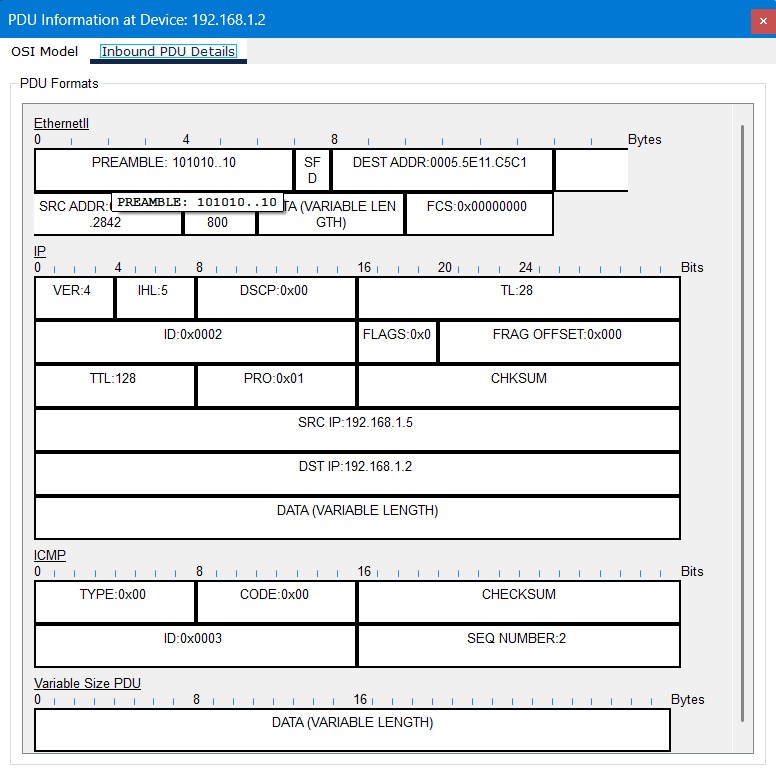 PDU Information at Device: 192.168.1.2
×
OSI Model Inbound PDU Details
PDU Formats
EthernetII
0 4 8 Bytes
PREAMBLE: 101010..10 SF DEST ADDR:0005.5E11.C5C1
D
SRC ADDR: PREAMBLE: 101010..10 TA (VARIABLE LEN FCS:0x00000000
.2842 800 GTH)
IP
0 4 8 16 20 24 Bits
VER:4 IHL:5 DSCP:0x00 TL:28
ID:0x0002 FLAGS:0x0 FRAG OFFSET:0x000
TTL:128 PRO:0x01 CHKSUM
SRC IP:192.168.1.5
DST IP:192.168.1.2
DATA (VARIABLE LENGTH)
ICMP
0 8 16 Bits
TYPE:0x00 CODE:0x00 CHECKSUM
ID:0x0003 SEQ NUMBER:2
Variable Size PDU
0 8 16 Bytes
DATA (VARIABLE LENGTH)